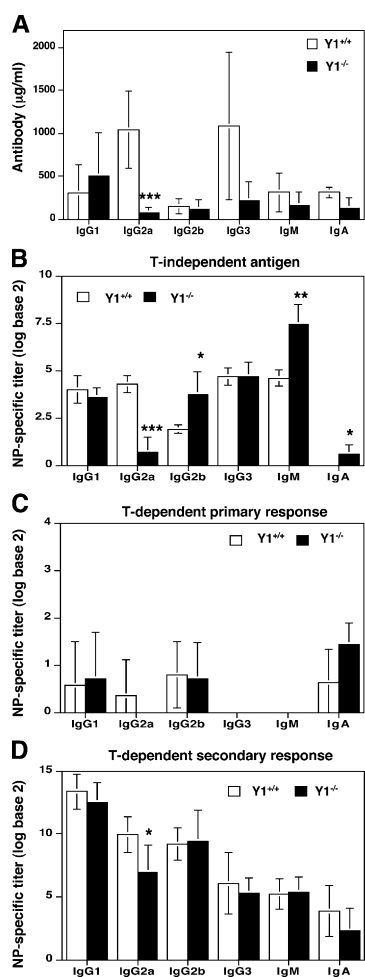 A
Y1+/+
Y1-/-
Antibody (µg/ml)
2000
1500
1000
500
0
***
IgG1 IgG2a IgG2b IgG3 IgM IgA
B
T-independent antigen
NP-specific titer (log base 2)
10
7.5
5
2.5
0
Y1+/+ Y1-/-
**
*
***
*
IgG1 IgG2a IgG2b IgG3 IgM IgA
C
T-dependent primary response
NP-specific titer (log base 2)
4
3
2
1
0
Y1+/+ Y1-/-
IgG1 IgG2a IgG2b IgG3 IgM IgA
D
T-dependent secondary response
NP-specific titer (log base 2)
15
10
5
0
Y1+/+ Y1-/-
*
IgG1 IgG2a IgG2b IgG3 IgM IgA